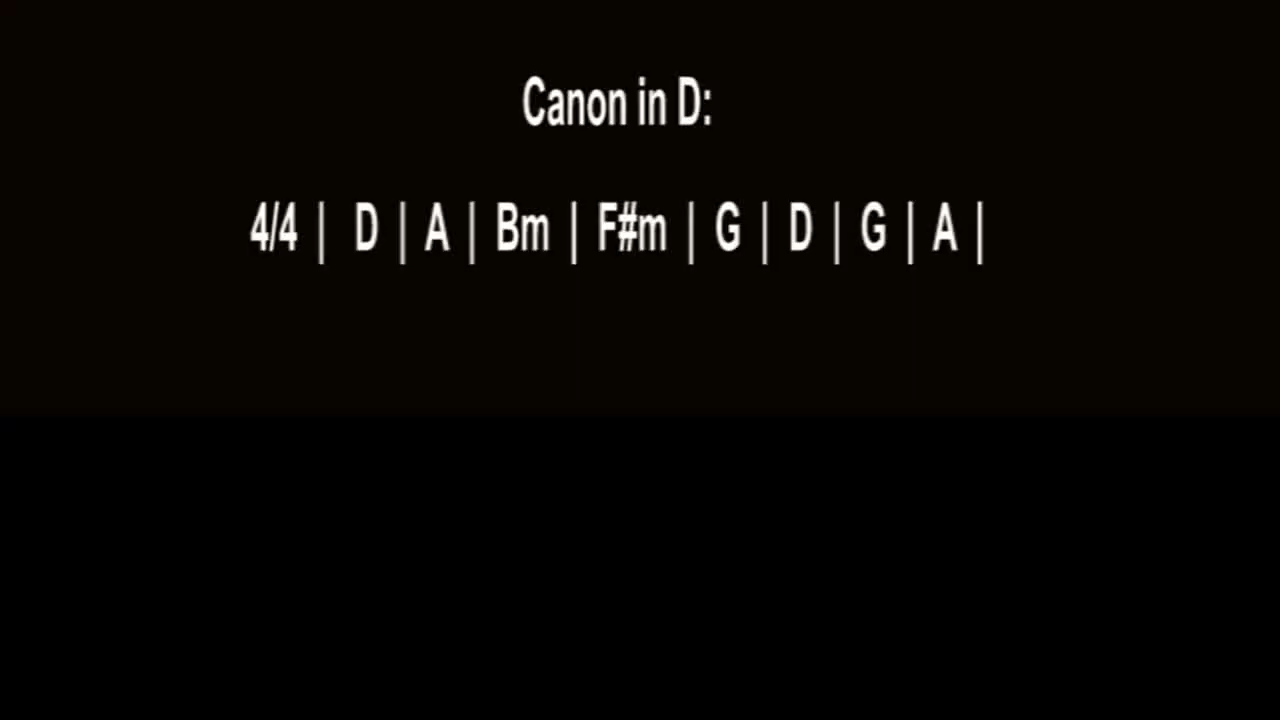 Canon in D:
4/4 | D | A | Bm | F#m | G | D | G | A |